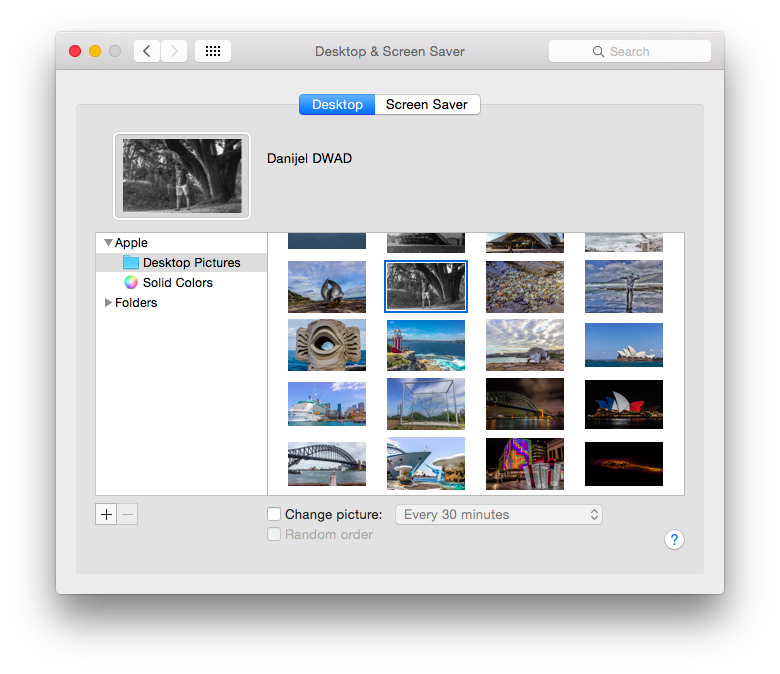 Desktop & Screen Saver
Search
Desktop
Screen Saver
Danijel DWAD
Apple
Desktop Pictures
Solid Colors
Folders
Change picture:
Every 30 minutes
Random order
?